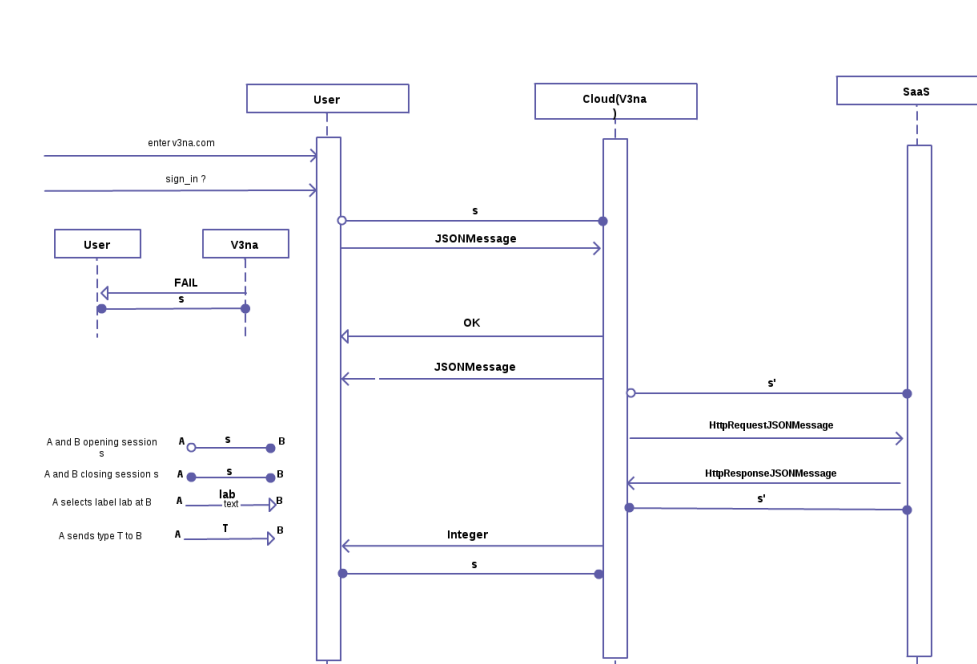 User
Cloud(V3na
)
SaaS
enter v3na.com
sign_in ?
s
JSONMessage
User
V3na
FAIL
s
OK
JSONMessage
s'
HttpRequestJSONMessage
HttpResponseJSONMessage
s'
Integer
s
A and B opening session
s
A
s
B
A and B closing session s
A
s
B
A selects label lab at B
A
lab
text
B
A sends type T to B
A
T
B